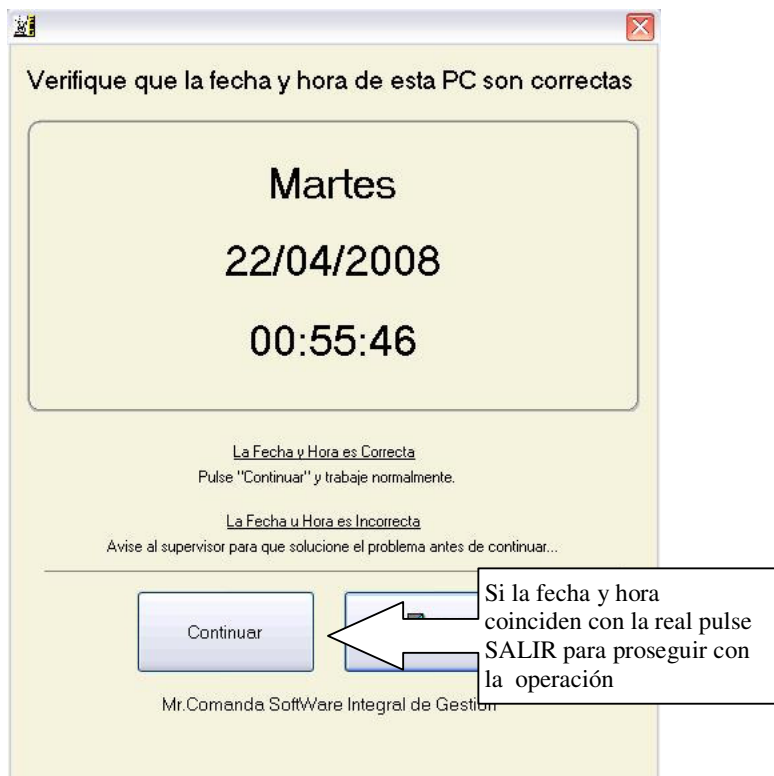 Verifique que la fecha y hora de esta PC son correctas
Martes
22/04/2008
00:55:46
La Fecha y Hora es Correcta
Pulse "Continuar" y trabaje normalmente.
La Fecha u Hora es Incorrecta
Avise al supervisor para que solucione el problema antes de continuar...
Continuar
Si la fecha y hora
coinciden con la real pulse
SALIR para proseguir con
la operación
Mr.Comanda SoftWare Integral de Gestion